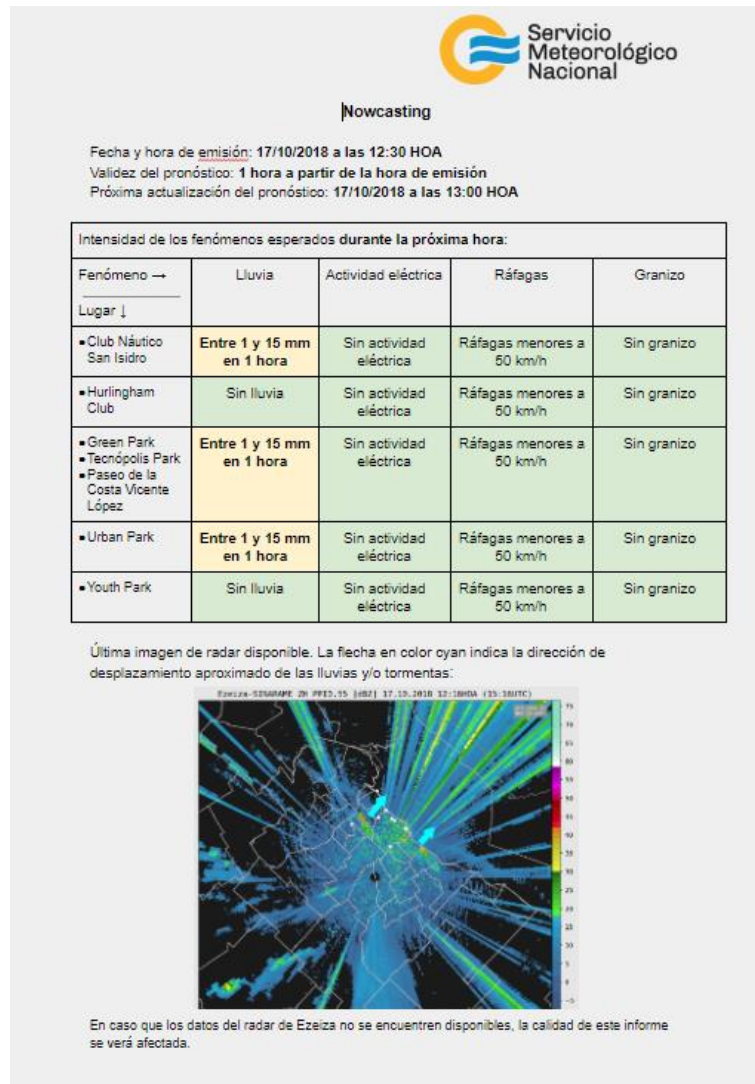 Servicio
Meteorológico
Nacional
Nowcasting
Fecha y hora de emisión: 17/10/2018 a las 12:30 HOA
Validez del pronóstico: 1 hora a partir de la hora de emisión
Próxima actualización del pronóstico: 17/10/2018 a las 13:00 HOA
Intensidad de los fenómenos esperados durante la próxima hora:
Fenómeno → Lluvia Actividad eléctrica Ráfagas Granizo
Lugar ↓
▪Club Náutico Entre 1 y 15 mm Sin actividad Ráfagas menores a Sin granizo
San Isidro en 1 hora eléctrica 50 km/h
▪Hurlingham Sin lluvia Sin actividad Ráfagas menores a Sin granizo
Club eléctrica 50 km/h
▪Green Park Entre 1 y 15 mm Sin actividad Ráfagas menores a Sin granizo
▪Tecnópolis Park en 1 hora eléctrica 50 km/h
▪Paseo de la
Costa Vicente
López
▪Urban Park Entre 1 y 15 mm Sin actividad Ráfagas menores a Sin granizo
en 1 hora eléctrica 50 km/h
▪Youth Park Sin lluvia Sin actividad Ráfagas menores a Sin granizo
eléctrica 50 km/h
Última imagen de radar disponible. La flecha en color cyan indica la dirección de
desplazamiento aproximado de las lluvias y/o tormentas:
[dBZ] 17.10.2018 12:18HOA (15:18UTC)
En caso que los datos del radar de Ezeiza no se encuentren disponibles, la calidad de este informe
se verá afectada.